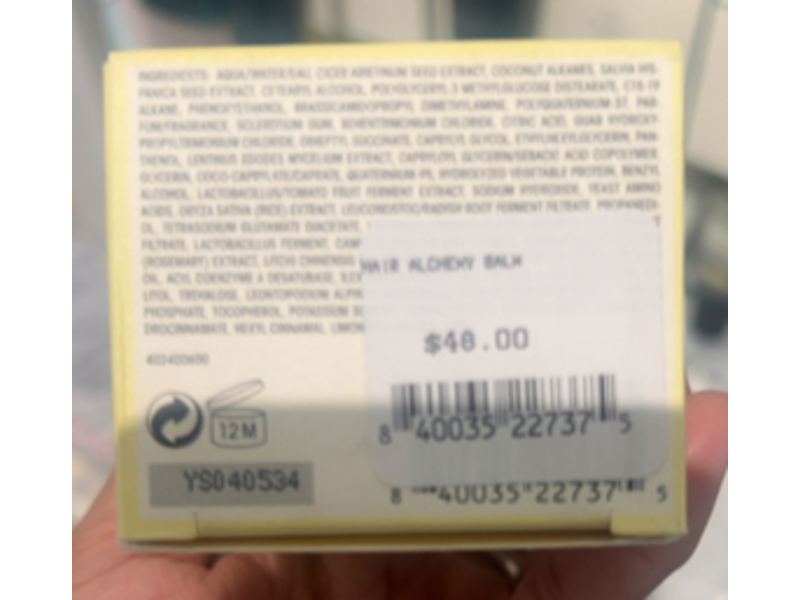 INGREDIENTS: AQUA/WATER/EAU, CICER ARIETINUM SEED EXTRACT, COCONUT ALKANES, SALVIA HIS-
PANICA SEED EXTRACT, CETEARYL ALCOHOL, POLYGLYCERYL-3 METHYLGLUCOSE DISTEARATE, C15-19
ALKANE, PHENOXYETHANOL, BRASSICAMIDOPROPYL DIMETHYLAMINE, POLYQUATERNIUM-37, PAR-
FUM/FRAGRANCE, SCLEROTIUM GUM, BEHENTRIMONIUM CHLORIDE, CITRIC ACID, GUAR HYDROXY-
PROPYLTRIMONIUM CHLORIDE, DIHEPTYL SUCCINATE, CAPRYLYL GLYCOL, ETHYLHEXYLGLYCERIN, PAN-
THENOL, LENTINUS EDODES MYCELIUM EXTRACT, CAPRYLOYL GLYCERIN/SEBACIC ACID COPOLYMER,
GLYCERIN, COCO-CAPRYLATE/CAPRATE, QUATERNIUM-95, HYDROLYZED VEGETABLE PROTEIN, BENZYL
ALCOHOL, LACTOBACILLUS/TOMATO FRUIT FERMENT EXTRACT, SODIUM HYDROXIDE, YEAST AMINO
ACIDS, ORYZA SATIVA (RICE) EXTRACT, LEUCONOSTOC/RADISH ROOT FERMENT FILTRATE, PROPANEDI-
OL, TETRASODIUM GLUTAMATE DIACETATE,
FILTRATE, LACTOBACILLUS FERMENT,
(ROSEMARY) EXTRACT, LITCHI CHINENSIS
OIL, ACYL COENZYME A DESATURASE,
LITOL, TREHALOSE, LEONTOPODIUM ALPIN
PHOSPHATE, TOCOPHEROL, POTASSIUM
DROCINNAMATE, HEXYL CINNAMAL, LIMON
HAIR ALCHEMY BALM
$48.00
8 40035 22737 5
402400600
12M
YS040534
8 40035 22737 5